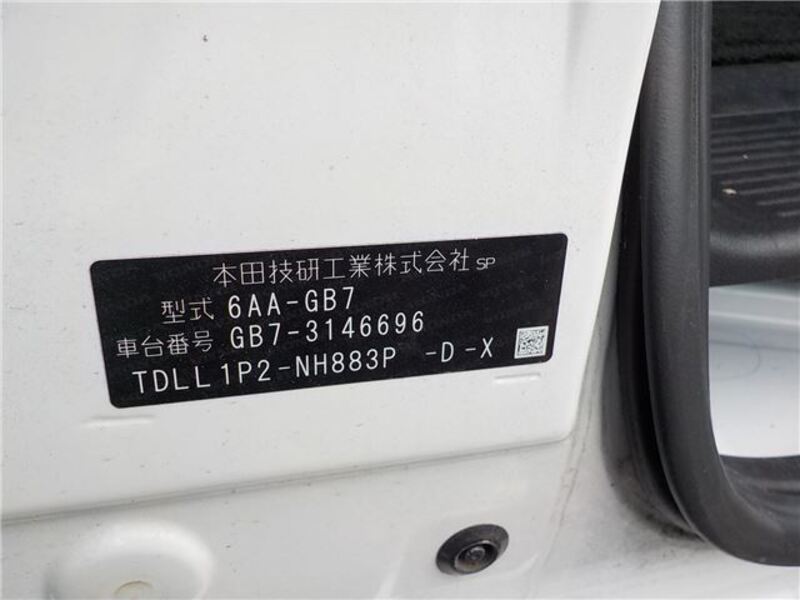 本田技研工業株式会社 SP
型式 6AA-GB7
車台番号 GB7-3146696
TDLL1P2-NH883P -D-X